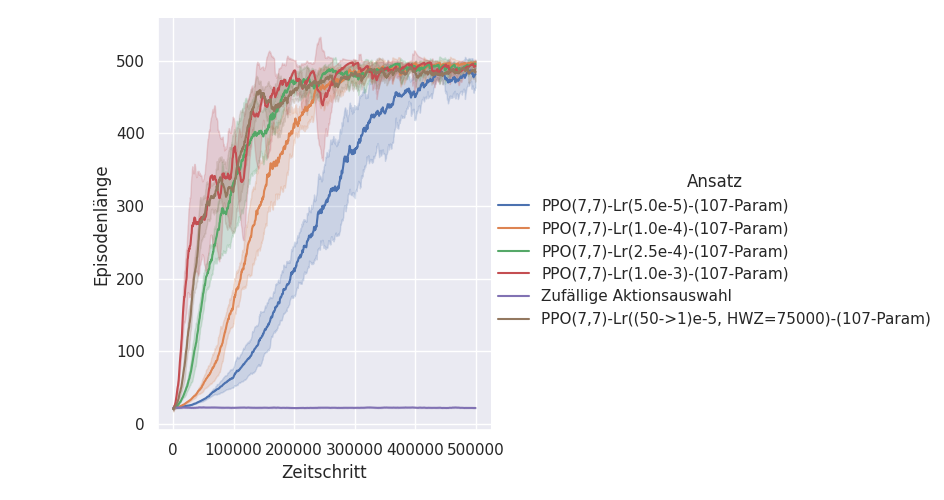 500
400
300
200
100
0
Episodenlänge
0
100000
200000
300000
400000
500000
Zeitschritt
Ansatz
PPO(7,7)-Lr(5.0e-5)-(107-Param)
PPO(7,7)-Lr(1.0e-4)-(107-Param)
PPO(7,7)-Lr(2.5e-4)-(107-Param)
PPO(7,7)-Lr(1.0e-3)-(107-Param)
Zufällige Aktionsauswahl
PPO(7,7)-Lr((50->1)e-5, HWZ=75000)-(107-Param)